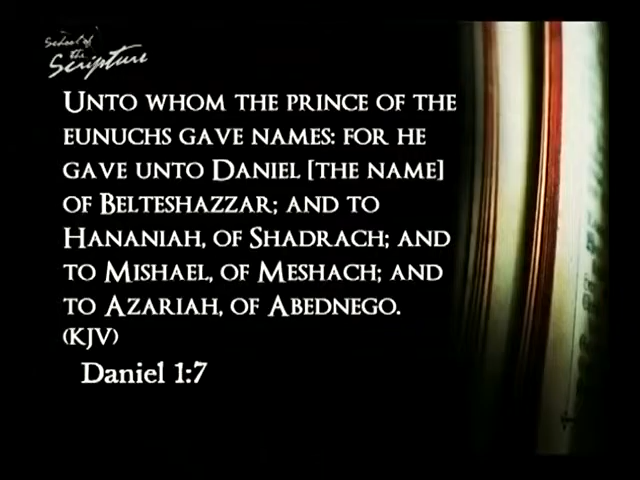 School of
the
Scripture
UNTO WHOM THE PRINCE OF THE
EUNUCHS GAVE NAMES: FOR HE
GAVE UNTO DANIEL [THE NAME]
OF BELTESHAZZAR; AND TO
HANANIAH, OF SHADRACH; AND
TO MISHAEL, OF MESHACH; AND
TO AZARIAH, OF ABEDNEGO.
(KJV)
Daniel 1:7